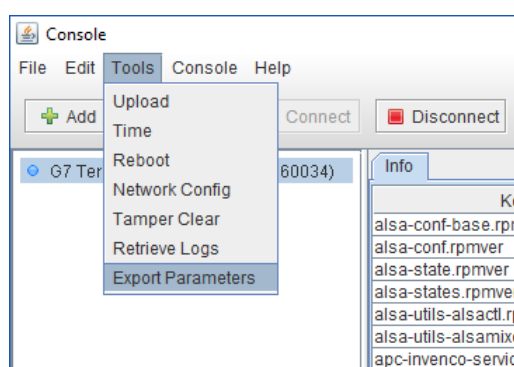 Console
File Edit Tools Console Help
Add
Connect
Disconnect
Upload
Time
Reboot
Network Config
Tamper Clear
Retrieve Logs
Export Parameters
G7 Ter
60034)
Info
K
alsa-conf-base.rpm
alsa-conf.rpmver
alsa-state.rpmver
alsa-states.rpmve
alsa-utils-alsactl.r
alsa-utils-alsamix
apc-invenco-servic